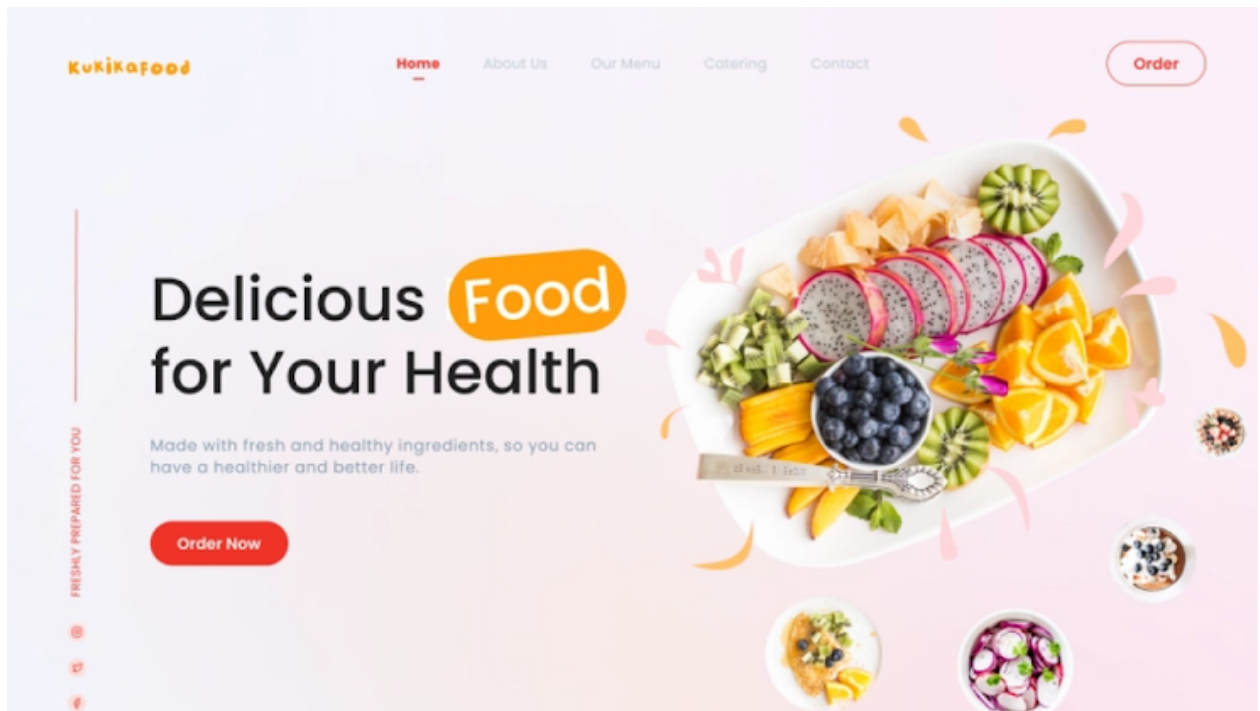 KukikaFood
Home
About Us
Our Menu
Catering
Contact
Order
Delicious Food
for Your Health
Made with fresh and healthy ingredients, so you can
have a healthier and better life.
Order Now
FRESHLY PREPARED FOR YOU